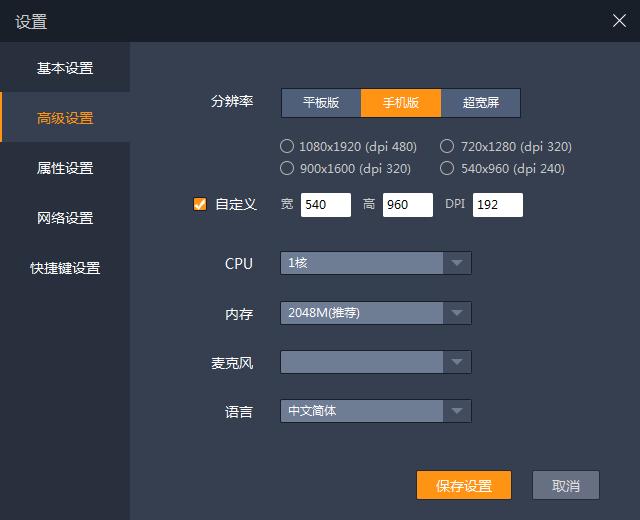 设置
基本设置
高级设置
属性设置
网络设置
快捷键设置
分辨率 平板版 手机版 超宽屏
1080x1920 (dpi 480) 720x1280 (dpi 320)
900x1600 (dpi 320) 540x960 (dpi 240)
自定义 宽 540 高 960 DPI 192
CPU 1核
内存 2048M(推荐)
麦克风
语言 中文简体
保存设置 取消